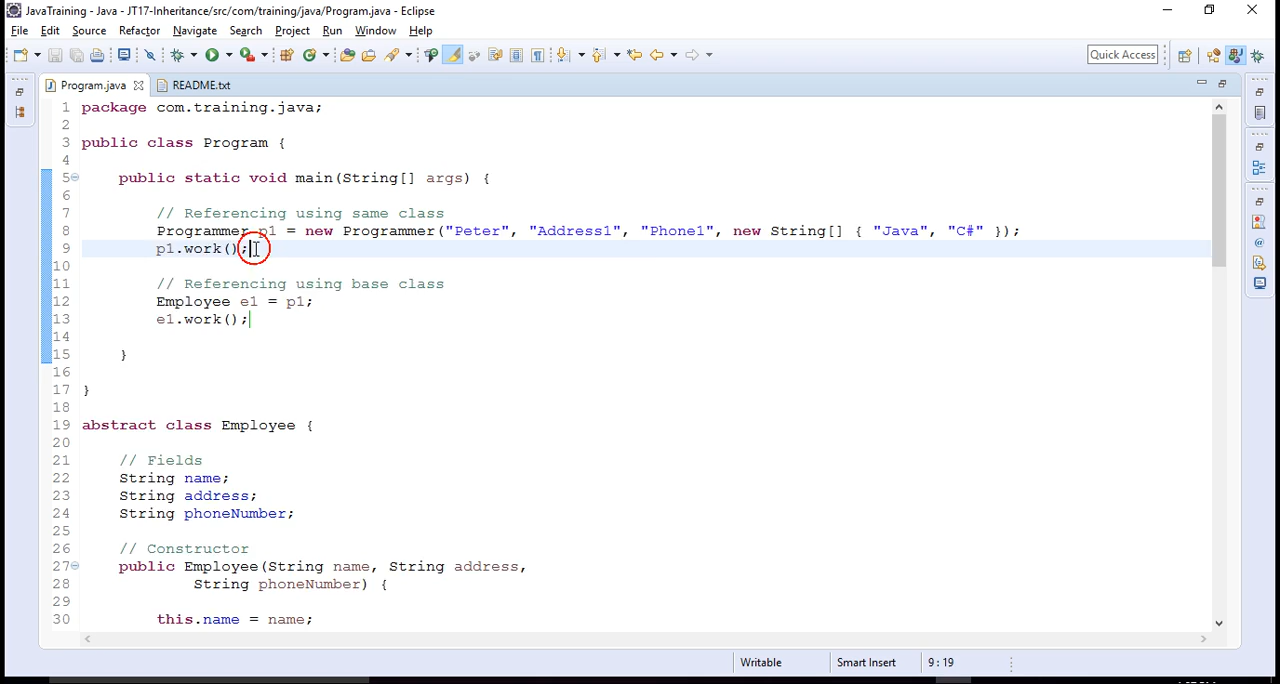 JavaTraining - Java - JT17-Inheritance/src/com/training/java/Program.java - Eclipse
File Edit Source Refactor Navigate Search Project Run Window Help
Quick Access
Program.java README.txt
1 package com.training.java;
2
3 public class Program {
4
5 public static void main(String[] args) {
6
7 // Referencing using same class
8 Programmer p1 = new Programmer("Peter", "Address1", "Phone1", new String[] { "Java", "C#" });
9 p1.work();
10
11 // Referencing using base class
12 Employee e1 = p1;
13 e1.work();
14
15 }
16
17 }
18
19 abstract class Employee {
20
21 // Fields
22 String name;
23 String address;
24 String phoneNumber;
25
26 // Constructor
27 public Employee(String name, String address,
28 String phoneNumber) {
29
30 this.name = name;
Writable Smart Insert 9:19